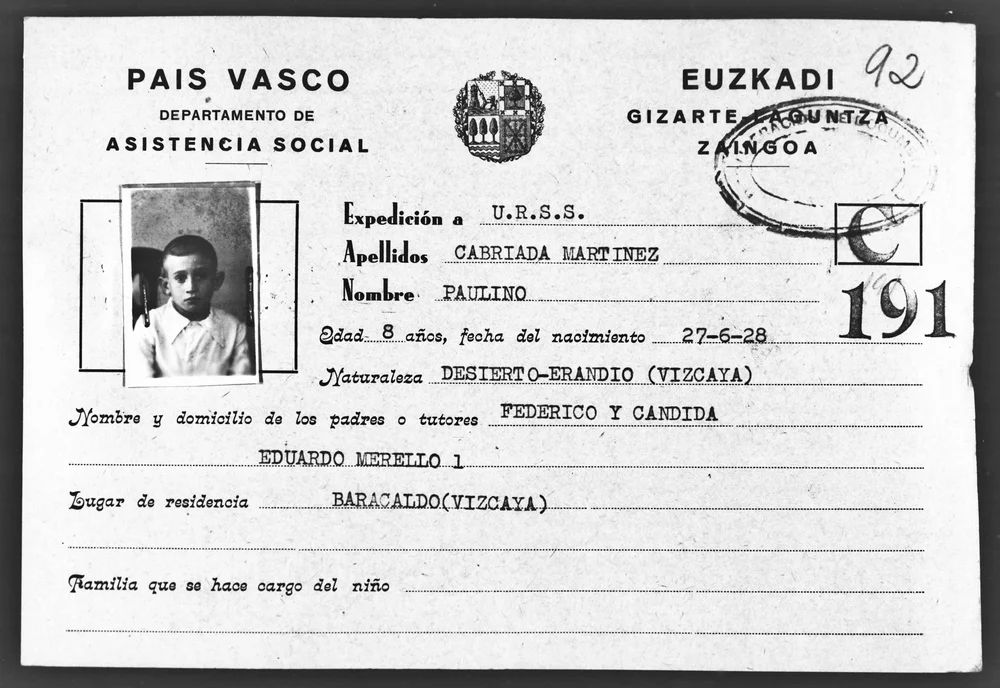 PAIS VASCO
DEPARTAMENTO DE
ASISTENCIA SOCIAL
EUZKADI
GIZARTE-LAGUNTZA
ZAINGOA
92
Expedición a U.R.S.S.
Apellidos CABRIADA MARTINEZ
C
Nombre PAULINO
191
Edad 8 años, fecha del nacimiento 27-6-28
Naturaleza DESIERTO-ERANDIO (VIZCAYA)
Nombre y domicilio de los padres o tutores FEDERICO Y CANDIDA
EDUARDO MERELLO 1
Lugar de residencia BARACALDO(VIZCAYA)
Familia que se hace cargo del niño